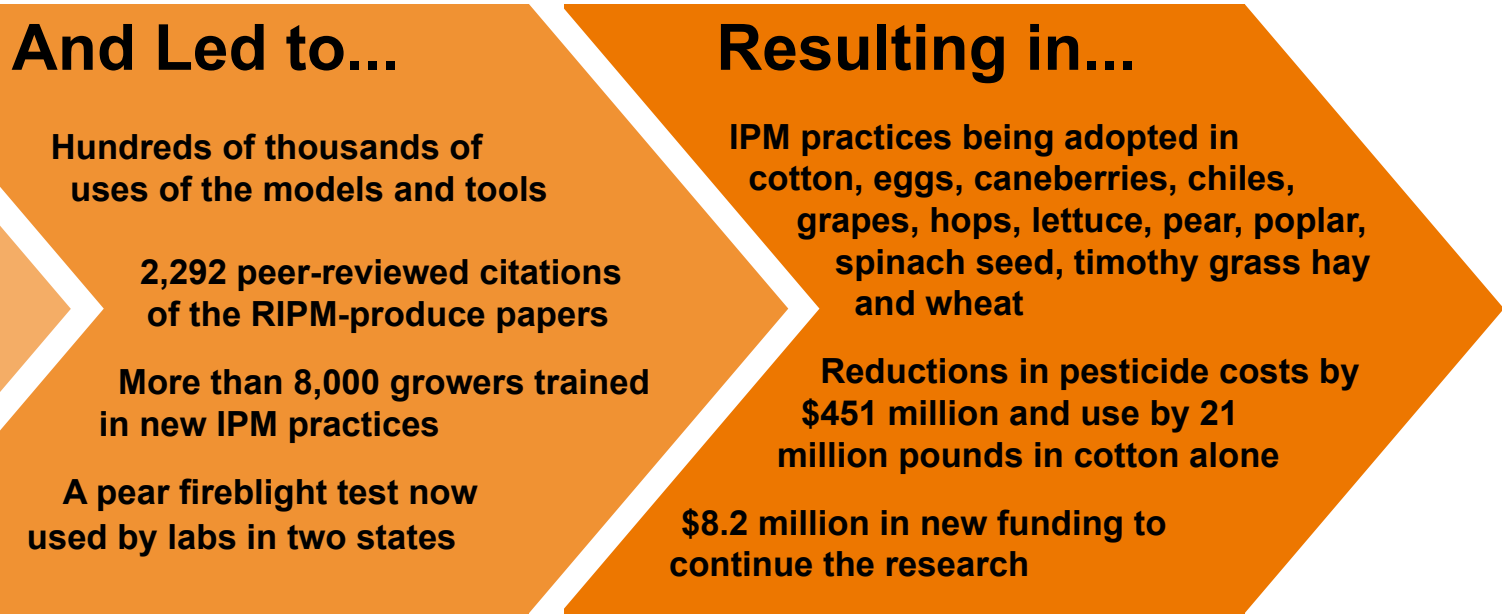 And Led to...
Hundreds of thousands of
uses of the models and tools
2,292 peer-reviewed citations
of the RIPM-produce papers
More than 8,000 growers trained
in new IPM practices
A pear fireblight test now
used by labs in two states
Resulting in...
IPM practices being adopted in
cotton, eggs, caneberries, chiles,
grapes, hops, lettuce, pear, poplar,
spinach seed, timothy grass hay
and wheat
Reductions in pesticide costs by
$451 million and use by 21
million pounds in cotton alone
$8.2 million in new funding to
continue the research